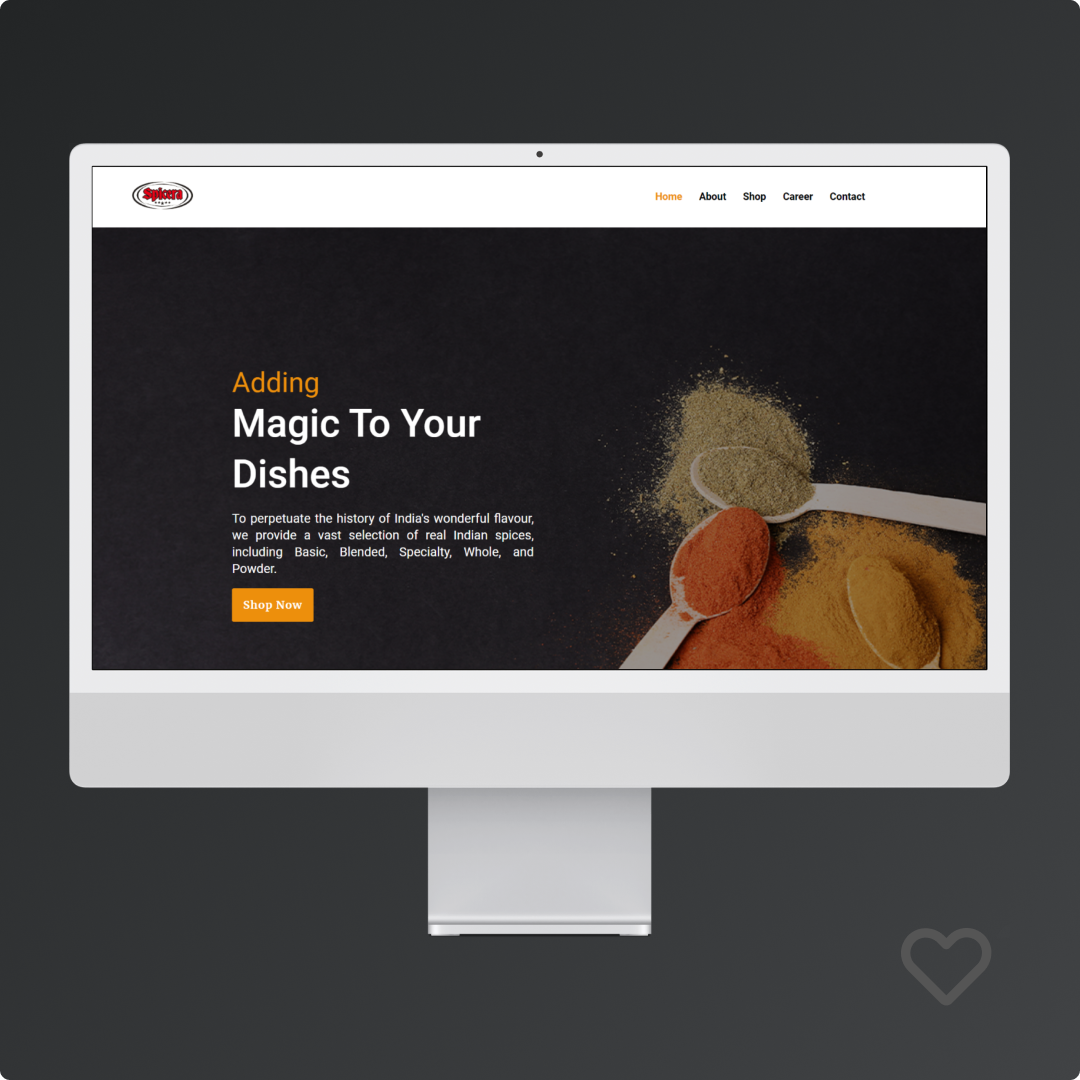 Spicera
Home About Shop Career Contact
Adding
Magic To Your
Dishes
To perpetuate the history of India's wonderful flavour,
we provide a vast selection of real Indian spices,
including Basic, Blended, Specialty, Whole, and
Powder.
Shop Now